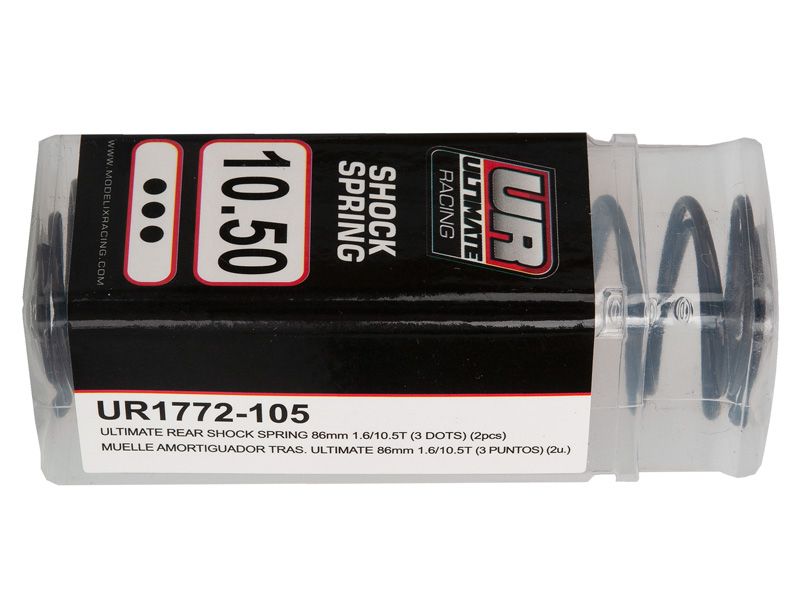 UR
ULTIMATE
RACING
SHOCK
SPRING
10.50
WWW.MODELIXRACING.COM
UR1772-105
ULTIMATE REAR SHOCK SPRING 86mm 1.6/10.5T (3 DOTS) (2pcs)
MUELLE AMORTIGUADOR TRAS. ULTIMATE 86mm 1.6/10.5T (3 PUNTOS) (2u.)